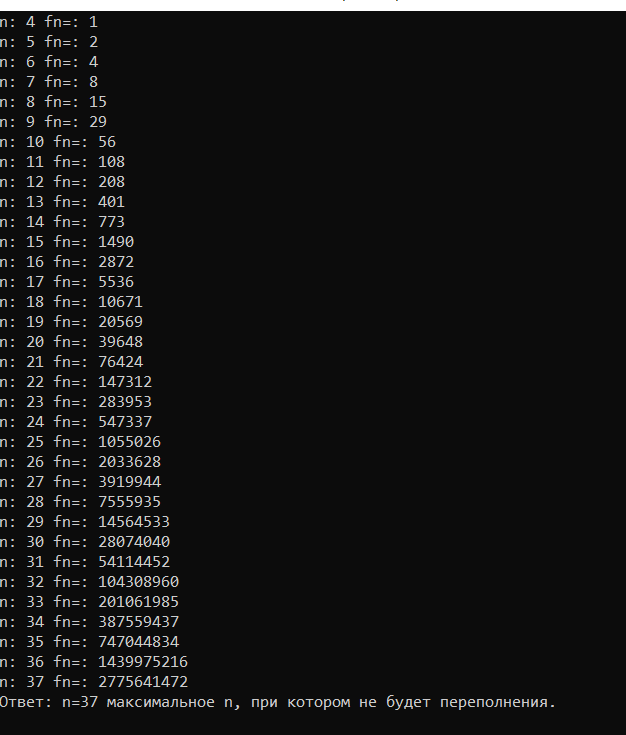 n: 4 fn=: 1
n: 5 fn=: 2
n: 6 fn=: 4
n: 7 fn=: 8
n: 8 fn=: 15
n: 9 fn=: 29
n: 10 fn=: 56
n: 11 fn=: 108
n: 12 fn=: 208
n: 13 fn=: 401
n: 14 fn=: 773
n: 15 fn=: 1490
n: 16 fn=: 2872
n: 17 fn=: 5536
n: 18 fn=: 10671
n: 19 fn=: 20569
n: 20 fn=: 39648
n: 21 fn=: 76424
n: 22 fn=: 147312
n: 23 fn=: 283953
n: 24 fn=: 547337
n: 25 fn=: 1055026
n: 26 fn=: 2033628
n: 27 fn=: 3919944
n: 28 fn=: 7555935
n: 29 fn=: 14564533
n: 30 fn=: 28074040
n: 31 fn=: 54114452
n: 32 fn=: 104308960
n: 33 fn=: 201061985
n: 34 fn=: 387559437
n: 35 fn=: 747044834
n: 36 fn=: 1439975216
n: 37 fn=: 2775641472
Ответ: n=37 максимальное n, при котором не будет переполнения.